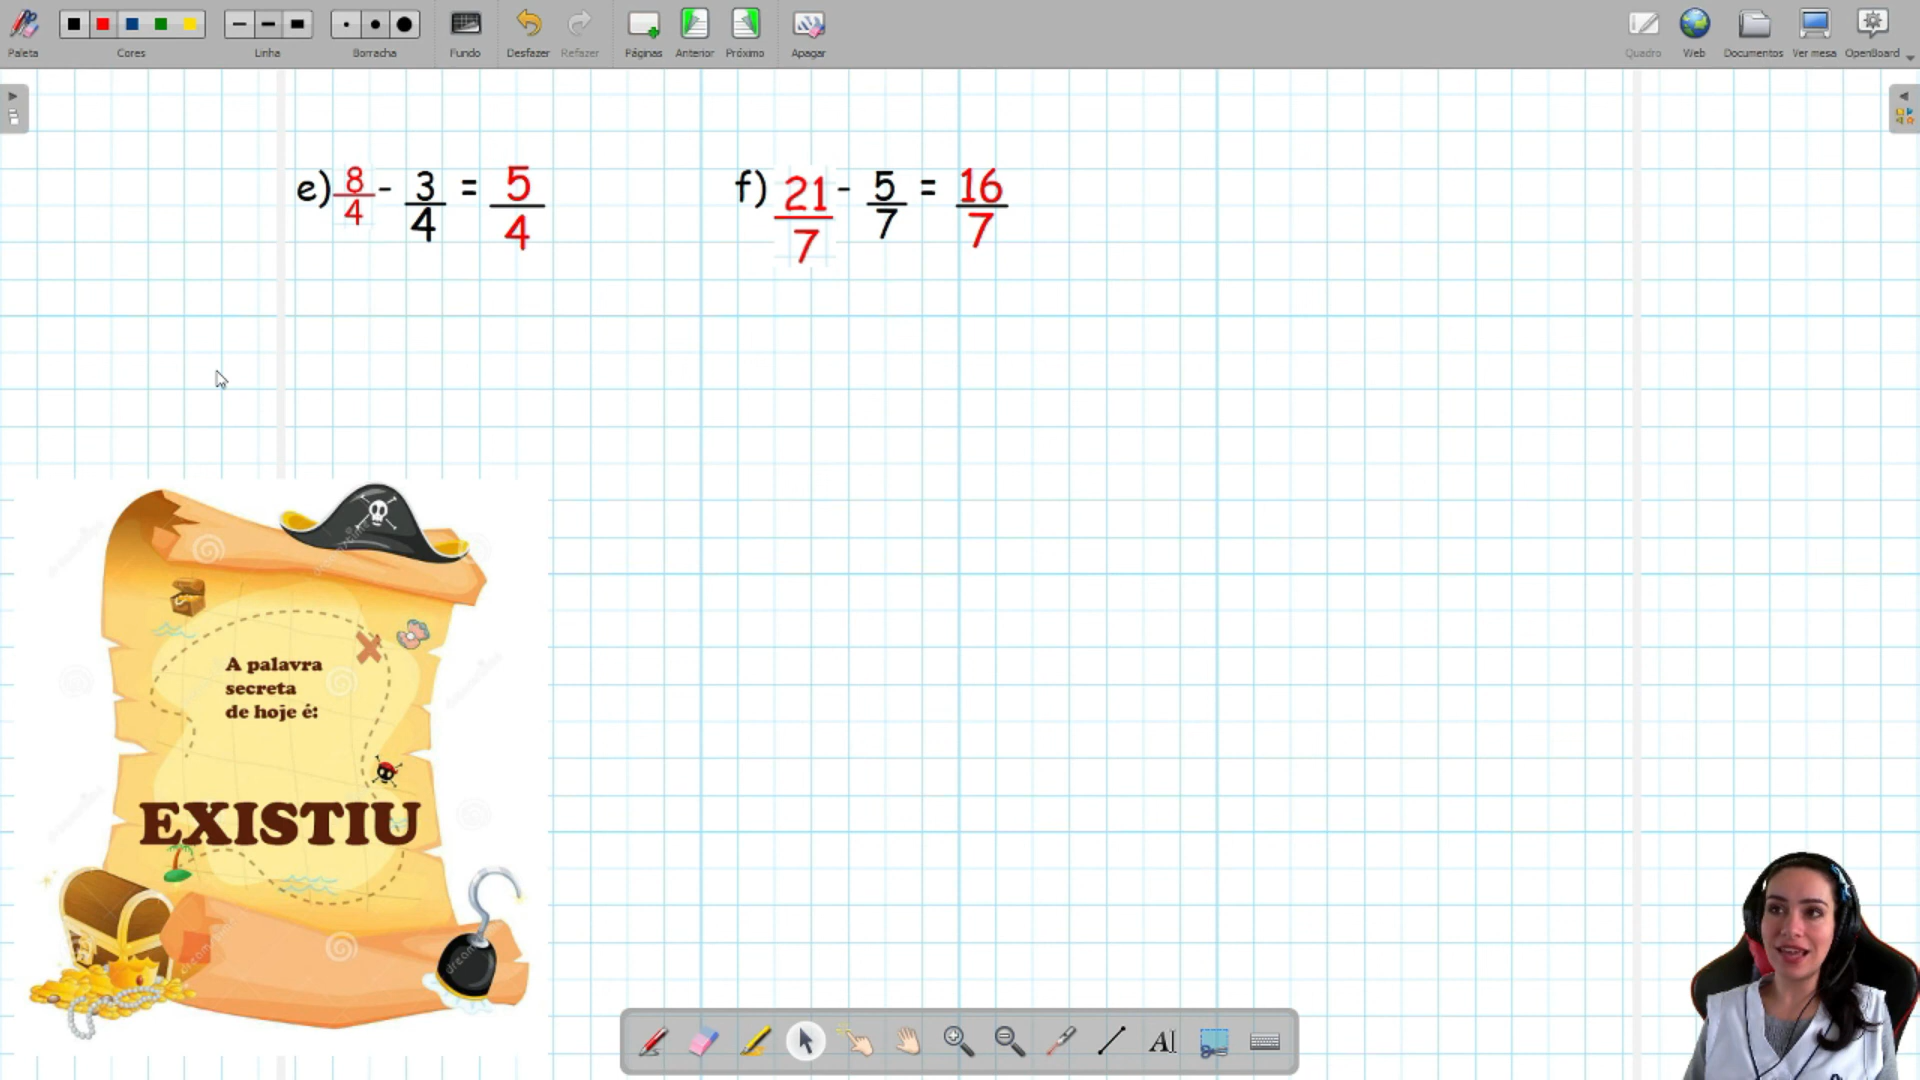 Paleta Cores Linha Borracha Fundo Desfazer Refazer Páginas Anterior Próximo Apagar Quadro Web Documentos Ver mesa OpenBoard
e) 8/4 - 3/4 = 5/4 f) 21/7 - 5/7 = 16/7
A palavra
secreta
de hoje é:
EXISTIU